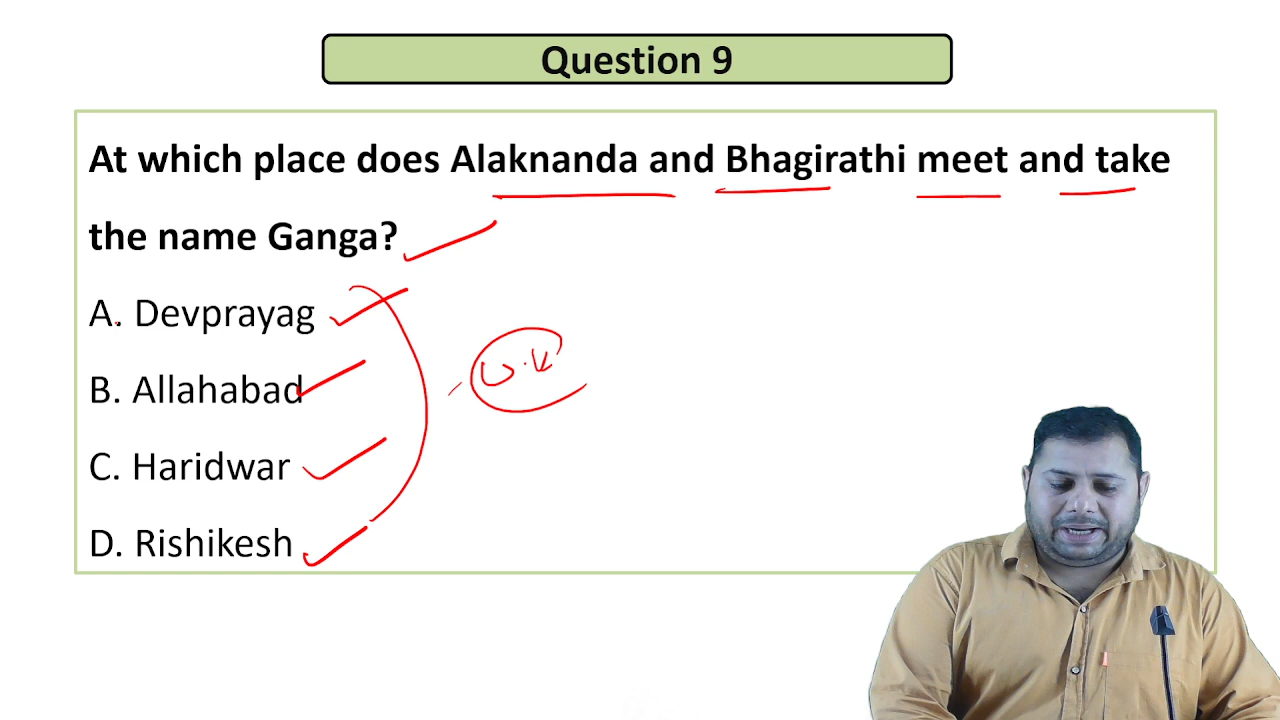 Question 9
At which place does Alaknanda and Bhagirathi meet and take
the name Ganga?
A. Devprayag
B. Allahabad
C. Haridwar
D. Rishikesh
U.K